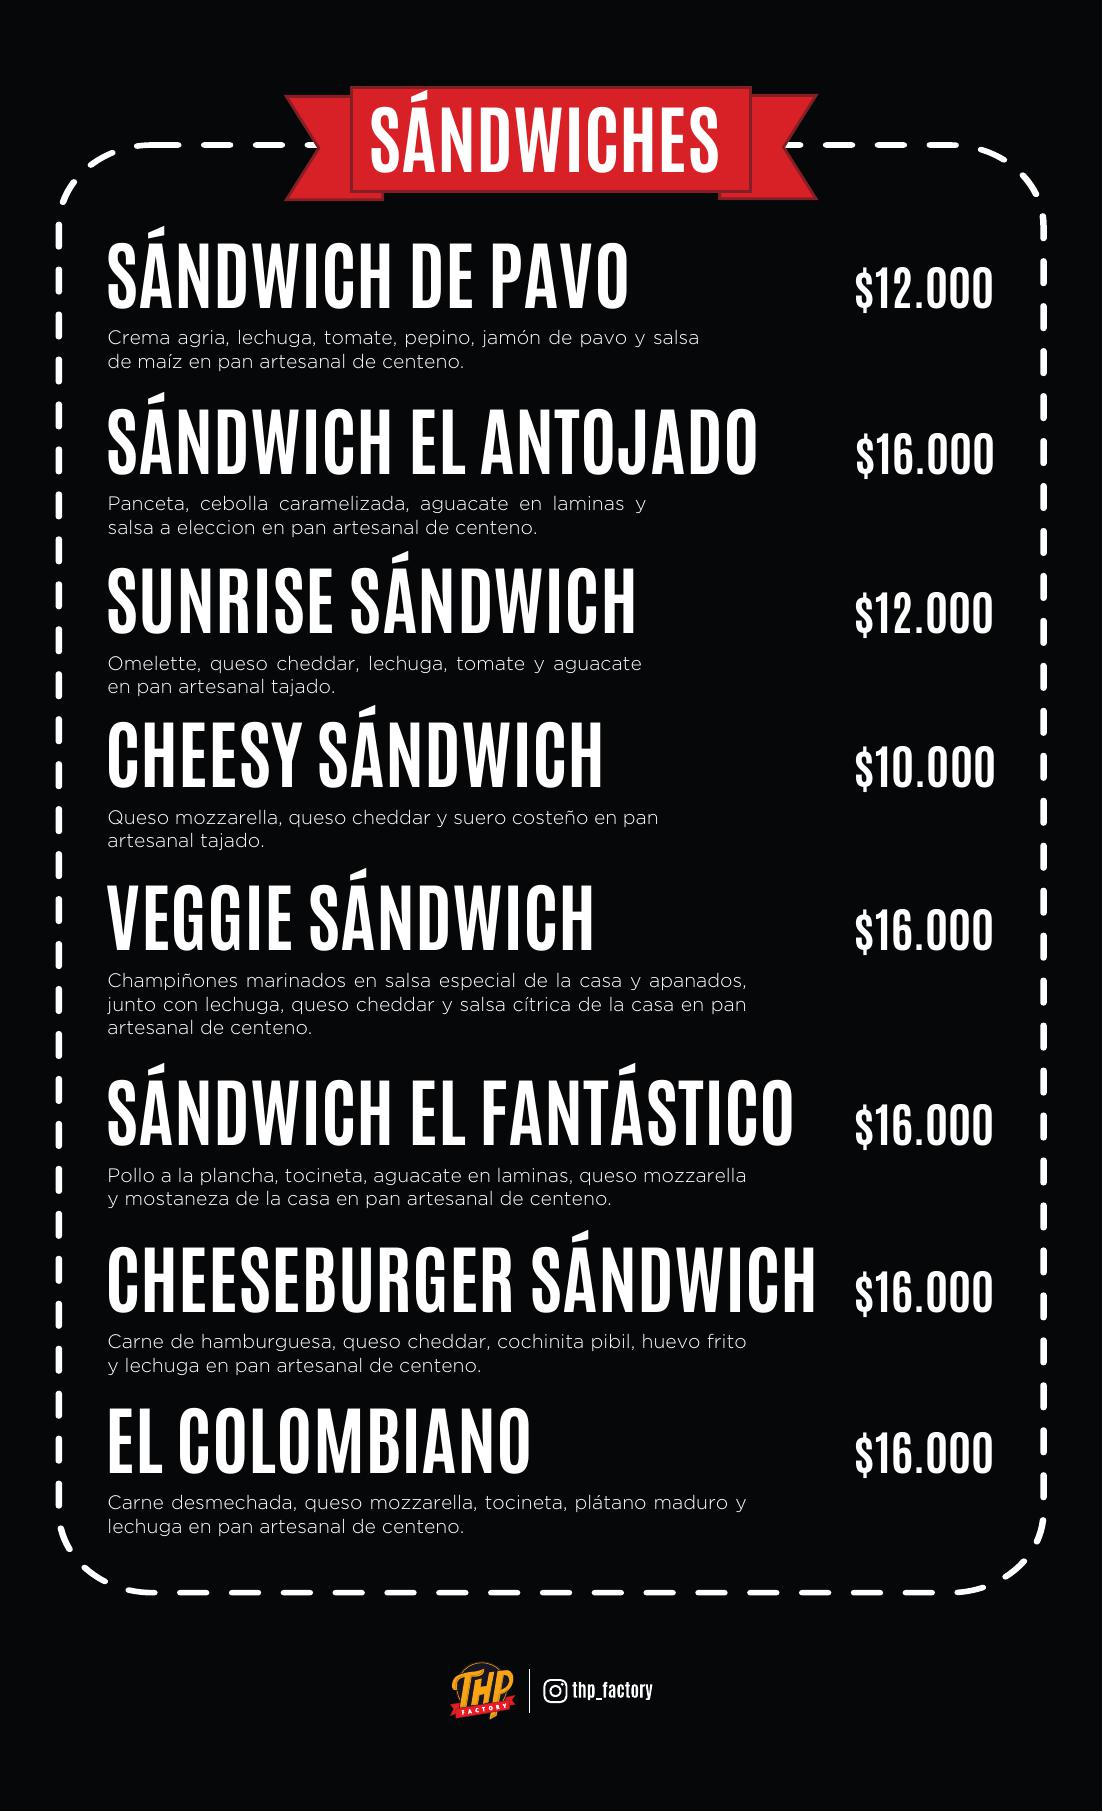 SÁNDWICHES
SÁNDWICH DE PAVO $12.000
Crema agria, lechuga, tomate, pepino, jamón de pavo y salsa
de maíz en pan artesanal de centeno.
SÁNDWICH EL ANTOJADO $16.000
Panceta, cebolla caramelizada, aguacate en laminas y
salsa a eleccion en pan artesanal de centeno.
SUNRISE SÁNDWICH $12.000
Omelette, queso cheddar, lechuga, tomate y aguacate
en pan artesanal tajado.
CHEESY SÁNDWICH $10.000
Queso mozzarella, queso cheddar y suero costeño en pan
artesanal tajado.
VEGGIE SÁNDWICH $16.000
Champiñones marinados en salsa especial de la casa y apanados,
junto con lechuga, queso cheddar y salsa cítrica de la casa en pan
artesanal de centeno.
SÁNDWICH EL FANTÁSTICO $16.000
Pollo a la plancha, tocineta, aguacate en laminas, queso mozzarella
y mostaneza de la casa en pan artesanal de centeno.
CHEESEBURGER SÁNDWICH $16.000
Carne de hamburguesa, queso cheddar, cochinita pibil, huevo frito
y lechuga en pan artesanal de centeno.
EL COLOMBIANO $16.000
Carne desmechada, queso mozzarella, tocineta, plátano maduro y
lechuga en pan artesanal de centeno.
THP
FACTORY
thp_factory